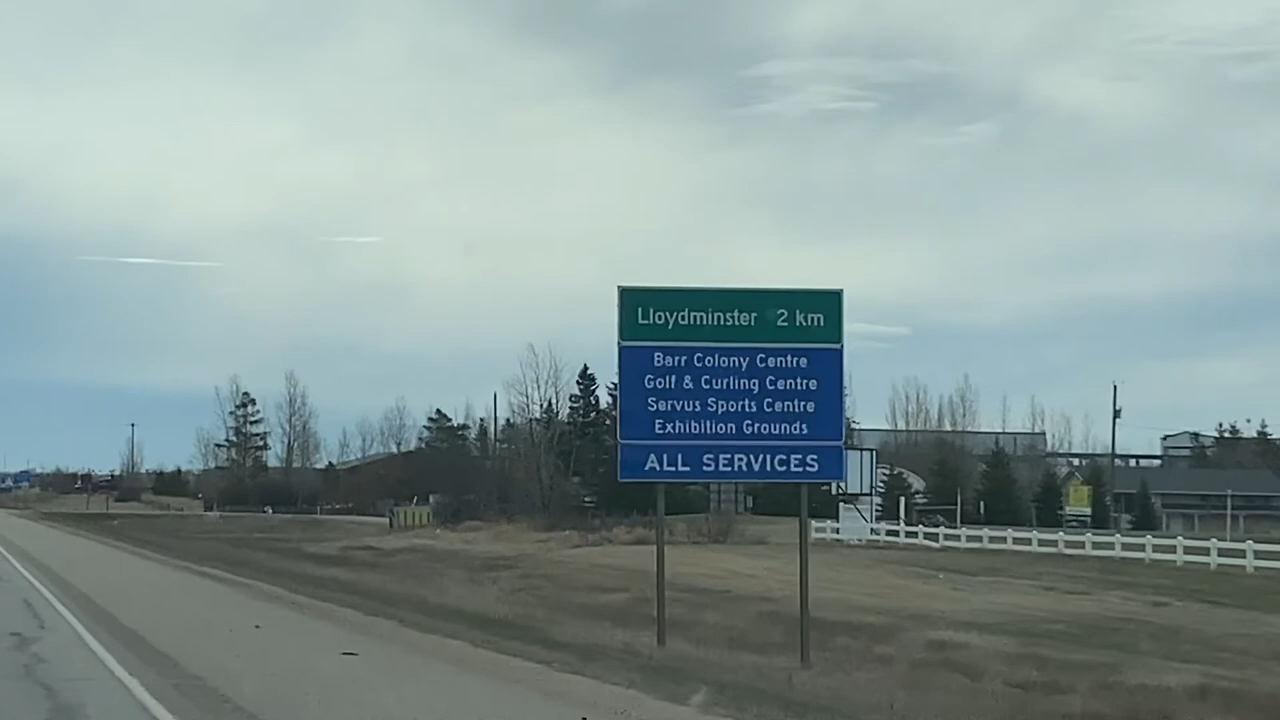 Lloydminster 2 km
Barr Colony Centre
Golf & Curling Centre
Servus Sports Centre
Exhibition Grounds
ALL SERVICES